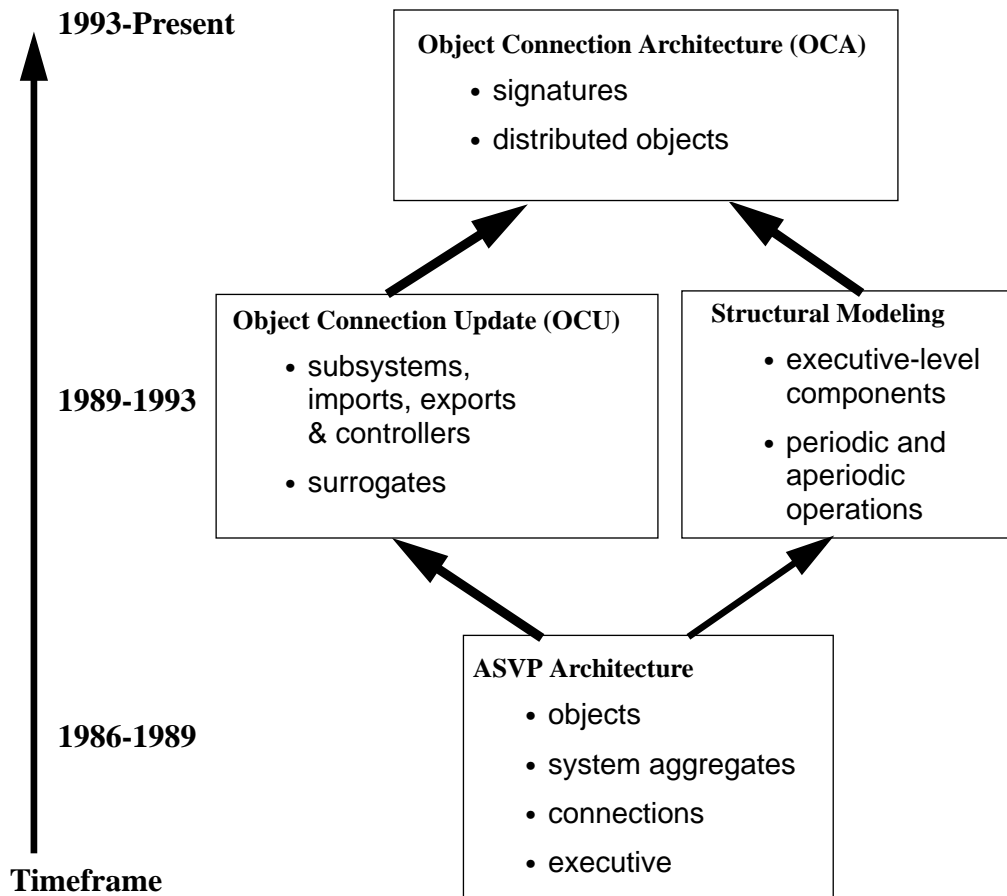 1993-Present
Object Connection Architecture (OCA)
• signatures
• distributed objects
Object Connection Update (OCU)
• subsystems,
imports, exports
& controllers
• surrogates
Structural Modeling
• executive-level
components
• periodic and
aperiodic
operations
1989-1993
ASVP Architecture
• objects
• system aggregates
• connections
• executive
1986-1989
Timeframe